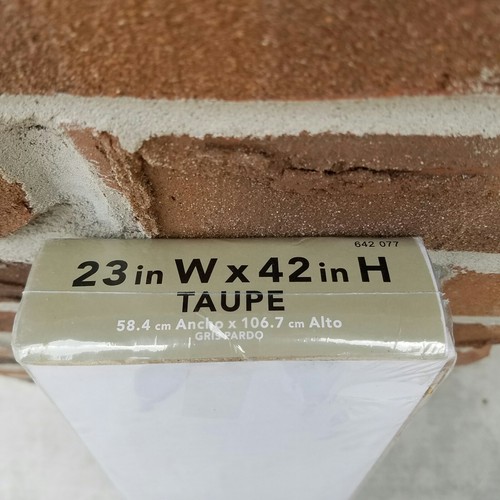 642 077
23 in W x 42 in H
TAUPE
58.4 cm Ancho x 106.7 cm Alto
GRIS PARDO